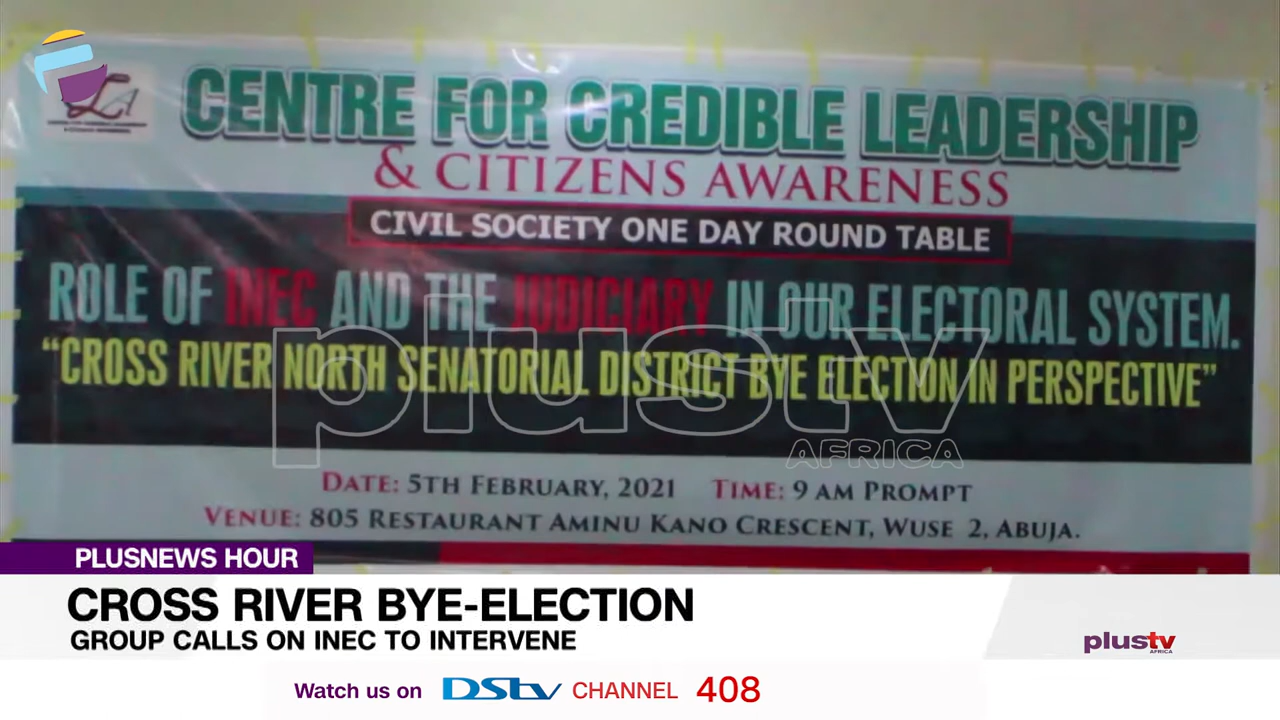 LA
CENTRE FOR CREDIBLE LEADERSHIP
& CITIZENS AWARENESS
CIVIL SOCIETY ONE DAY ROUND TABLE
ROLE OF INEC AND THE JUDICIARY IN OUR ELECTORAL SYSTEM.
“CROSS RIVER NORTH SENATORIAL DISTRICT BYE ELECTION IN PERSPECTIVE”
plustv
AFRICA
DATE: 5TH FEBRUARY, 2021 TIME: 9 AM PROMPT
VENUE: 805 RESTAURANT AMINU KANO CRESCENT, WUSE 2, ABUJA.
PLUSNEWS HOUR
CROSS RIVER BYE-ELECTION
GROUP CALLS ON INEC TO INTERVENE
plustv
AFRICA
Watch us on DStv CHANNEL 408